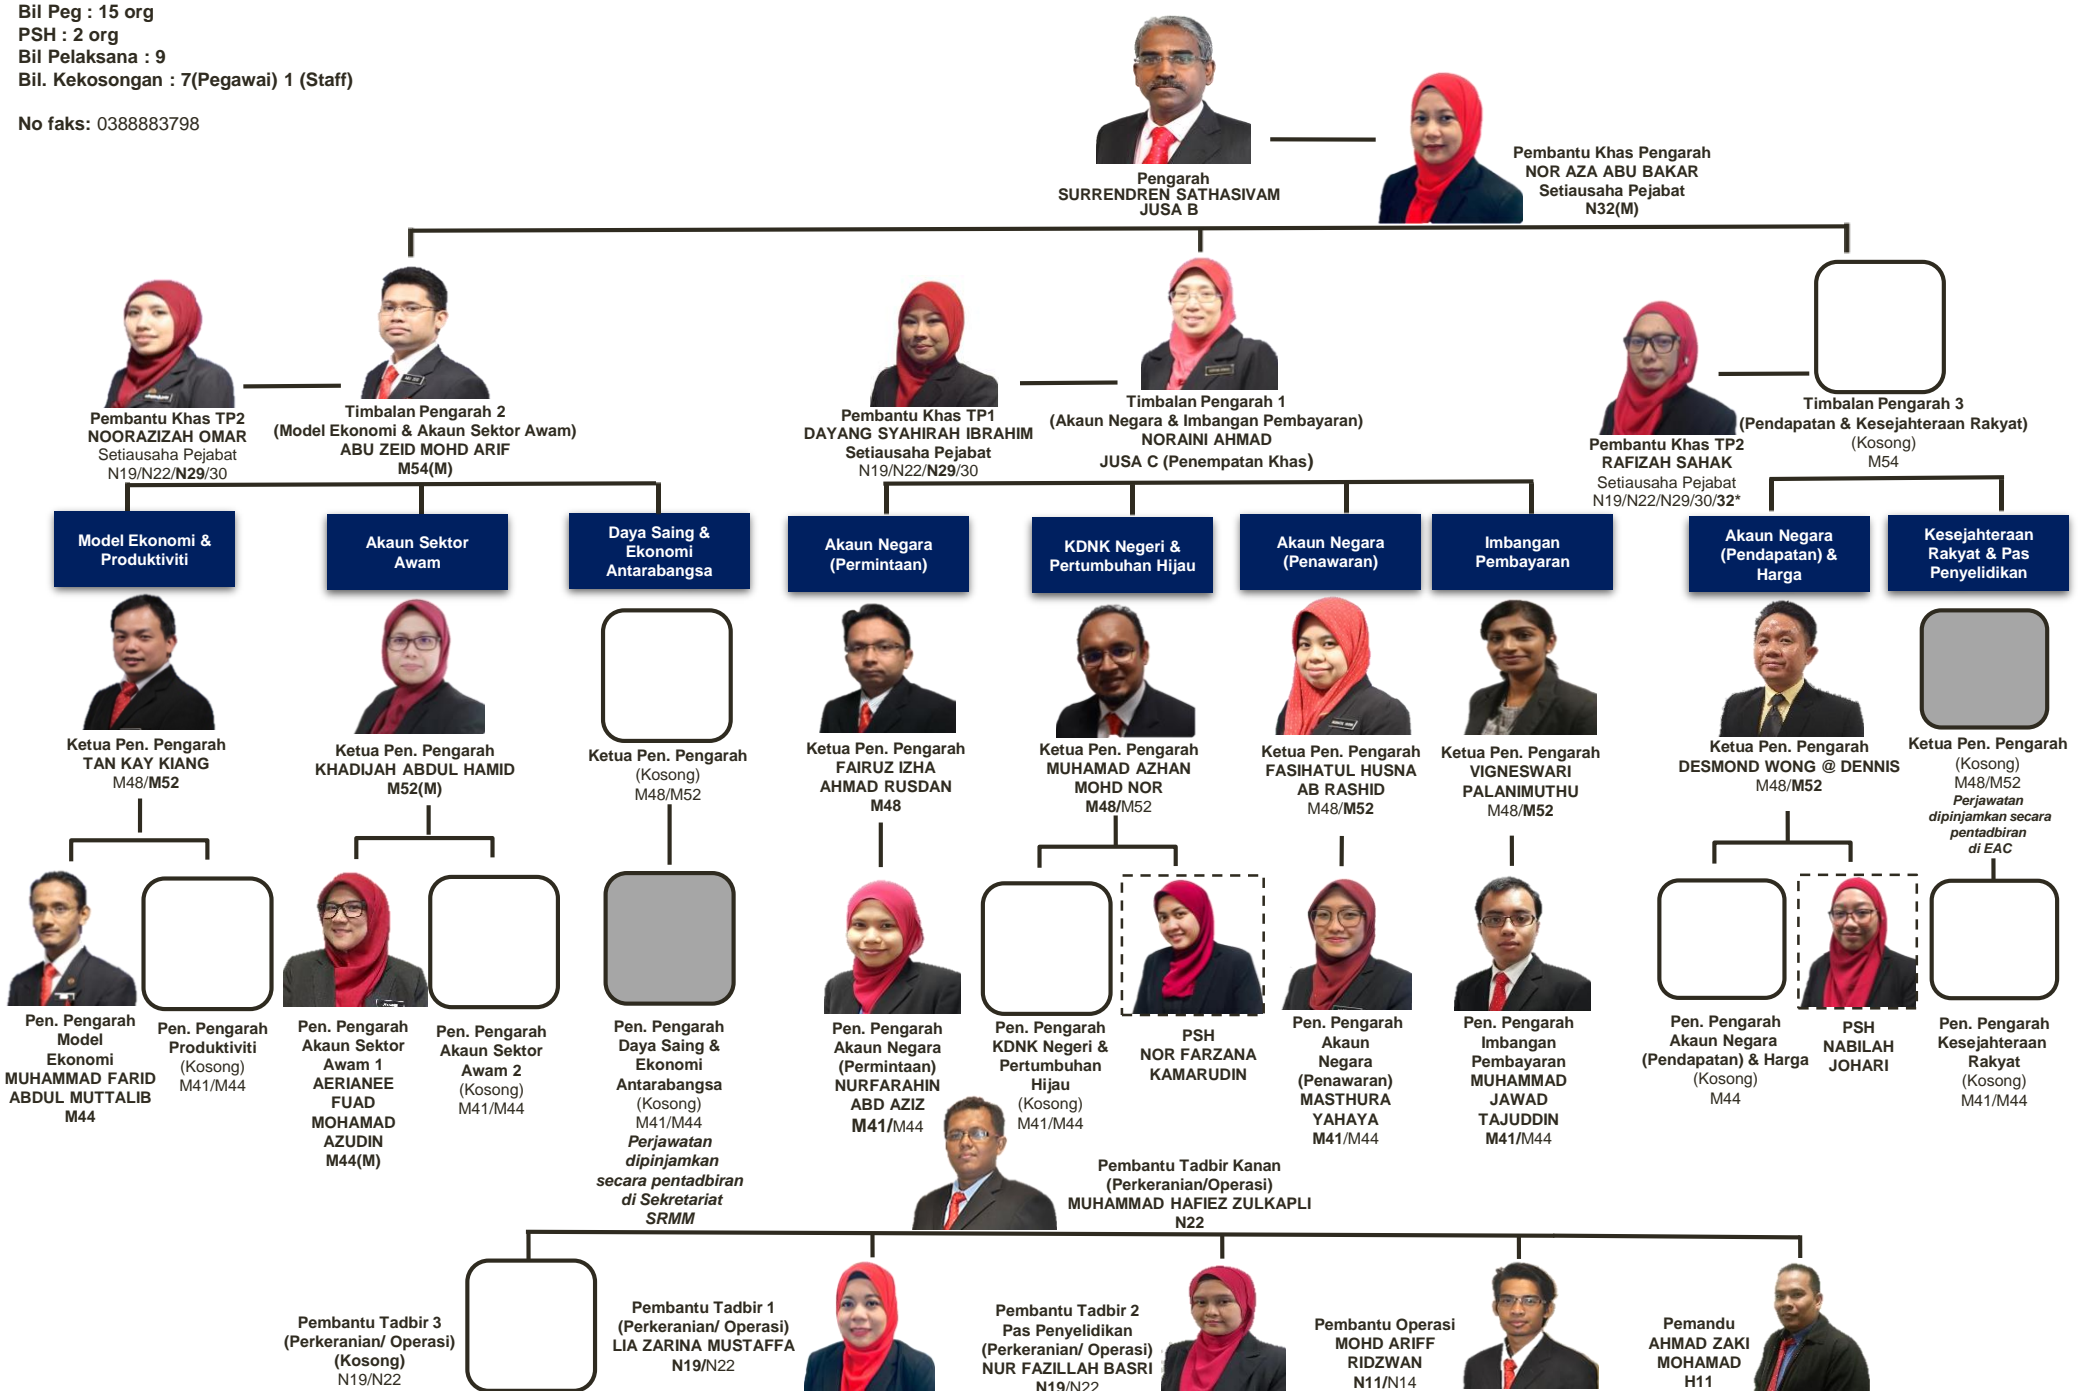 Bil Peg : 15 org
PSH : 2 org
Bil Pelaksana : 9
Bil. Kekosongan : 7(Pegawai) 1 (Staff)
No faks: 0388883798
Pengarah
SURRENDREN SATHASIVAM
JUSA B
Pembantu Khas Pengarah
NOR AZA ABU BAKAR
Setiausaha Pejabat
N32(M)
Pembantu Khas TP2
NOORAZIZAH OMAR
Setiausaha Pejabat
N19/N22/N29/30
Timbalan Pengarah 2
(Model Ekonomi & Akaun Sektor Awam)
ABU ZEID MOHD ARIF
M54(M)
Pembantu Khas TP1
DAYANG SYAHIRAH IBRAHIM
Setiausaha Pejabat
N19/N22/N29/30
Timbalan Pengarah 1
(Akaun Negara & Imbangan Pembayaran)
NORAINI AHMAD
JUSA C (Penempatan Khas)
Pembantu Khas TP2
RAFIZAH SAHAK
Setiausaha Pejabat
N19/N22/N29/30/32*
Timbalan Pengarah 3
(Pendapatan & Kesejahteraan Rakyat)
(Kosong)
M54
Model Ekonomi &
Produktiviti
Akaun Sektor
Awam
Daya Saing &
Ekonomi
Antarabangsa
Akaun Negara
(Permintaan)
KDNK Negeri &
Pertumbuhan Hijau
Akaun Negara
(Penawaran)
Imbangan
Pembayaran
Akaun Negara
(Pendapatan) &
Harga
Kesejahteraan
Rakyat & Pas
Penyelidikan
Ketua Pen. Pengarah
TAN KAY KIANG
M48/M52
Ketua Pen. Pengarah
KHADIJAH ABDUL HAMID
M52(M)
Ketua Pen. Pengarah
(Kosong)
M48/M52
Ketua Pen. Pengarah
FAIRUZ IZHA
AHMAD RUSDAN
M48
Ketua Pen. Pengarah
MUHAMAD AZHAN
MOHD NOR
M48/M52
Ketua Pen. Pengarah
FASIHATUL HUSNA
AB RASHID
M48/M52
Ketua Pen. Pengarah
VIGNESWARI
PALANIMUTHU
M48/M52
Ketua Pen. Pengarah
DESMOND WONG @ DENNIS
M48/M52
Ketua Pen. Pengarah
(Kosong)
M48/M52
Perjawatan
dipinjamkan secara
pentadbiran
di EAC
Pen. Pengarah
Model
Ekonomi
MUHAMMAD FARID
ABDUL MUTTALIB
M44
Pen. Pengarah
Produktiviti
(Kosong)
M41/M44
Pen. Pengarah
Akaun Sektor
Awam 1
AERIANEE
FUAD
MOHAMAD
AZUDIN
M44(M)
Pen. Pengarah
Akaun Sektor
Awam 2
(Kosong)
M41/M44
Pen. Pengarah
Daya Saing &
Ekonomi
Antarabangsa
(Kosong)
M41/M44
Perjawatan
dipinjamkan
secara pentadbiran
di Sekretariat
SRMM
Pen. Pengarah
Akaun Negara
(Permintaan)
NURFARAHIN
ABD AZIZ
M41/M44
Pen. Pengarah
KDNK Negeri &
Pertumbuhan
Hijau
(Kosong)
M41/M44
PSH
NOR FARZANA
KAMARUDIN
Pen. Pengarah
Akaun
Negara
(Penawaran)
MASTHURA
YAHAYA
M41/M44
Pen. Pengarah
Imbangan
Pembayaran
MUHAMMAD
JAWAD
TAJUDDIN
M41/M44
Pen. Pengarah
Akaun Negara
(Pendapatan) & Harga
(Kosong)
M44
PSH
NABILAH
JOHARI
Pen. Pengarah
Kesejahteraan
Rakyat
(Kosong)
M41/M44
Pembantu Tadbir Kanan
(Perkeranian/Operasi)
MUHAMMAD HAFIEZ ZULKAPLI
N22
Pembantu Tadbir 3
(Perkeranian/ Operasi)
(Kosong)
N19/N22
Pembantu Tadbir 1
(Perkeranian/ Operasi)
LIA ZARINA MUSTAFFA
N19/N22
Pembantu Tadbir 2
Pas Penyelidikan
(Perkeranian/ Operasi)
NUR FAZILLAH BASRI
N19/N22
Pembantu Operasi
MOHD ARIFF
RIDZWAN
N11/N14
Pemandu
AHMAD ZAKI
MOHAMAD
H11